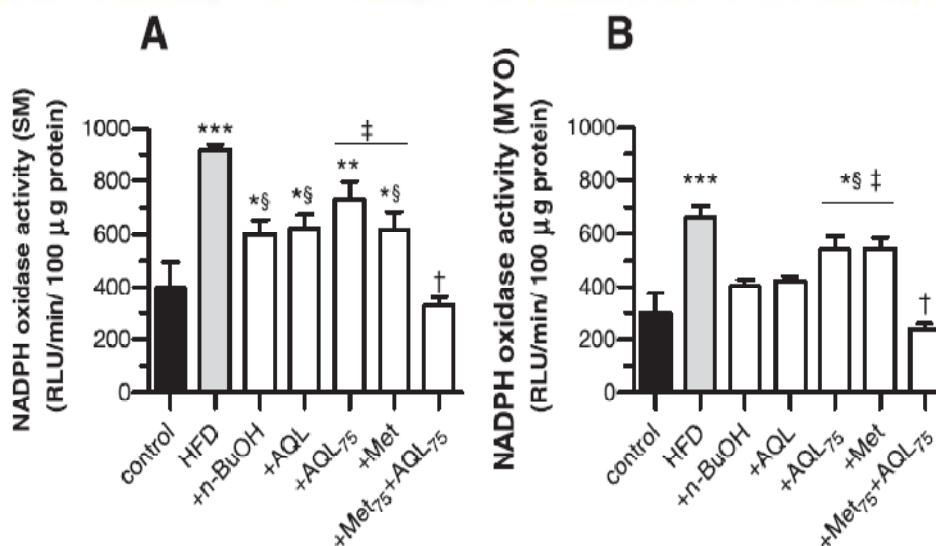 A
NADPH oxidase activity (SM)
(RLU/min/ 100 µg protein)
1000
800
600
400
200
0
***
*§
*§
‡
**
*§
†
control
HFD
+n-BuOH
+AQL
+AQL75
+Met
+Met75+AQL75
B
NADPH oxidase activity (MYO)
(RLU/min/ 100 µg protein)
1000
800
600
400
200
0
***
*§ ‡
†
control
HFD
+n-BuOH
+AQL
+AQL75
+Met
+Met75+AQL75